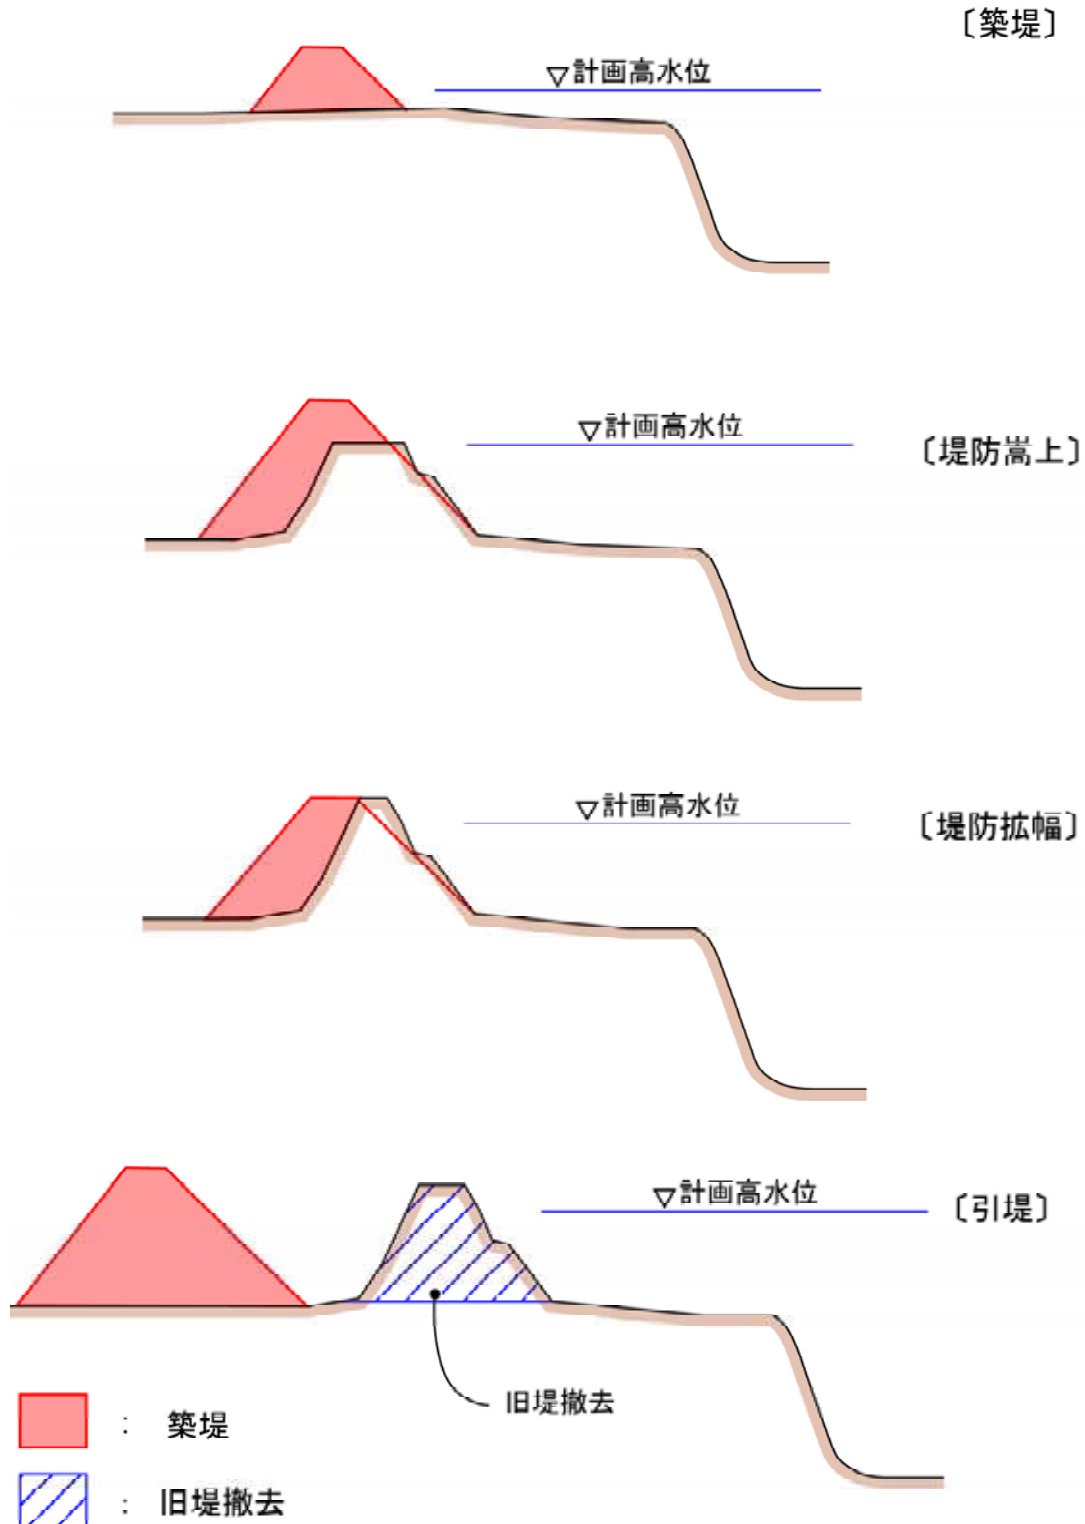 〔築堤〕
▽計画高水位
▽計画高水位
〔堤防嵩上〕
▽計画高水位
〔堤防拡幅〕
▽計画高水位
〔引堤〕
旧堤撤去
： 築堤
： 旧堤撤去